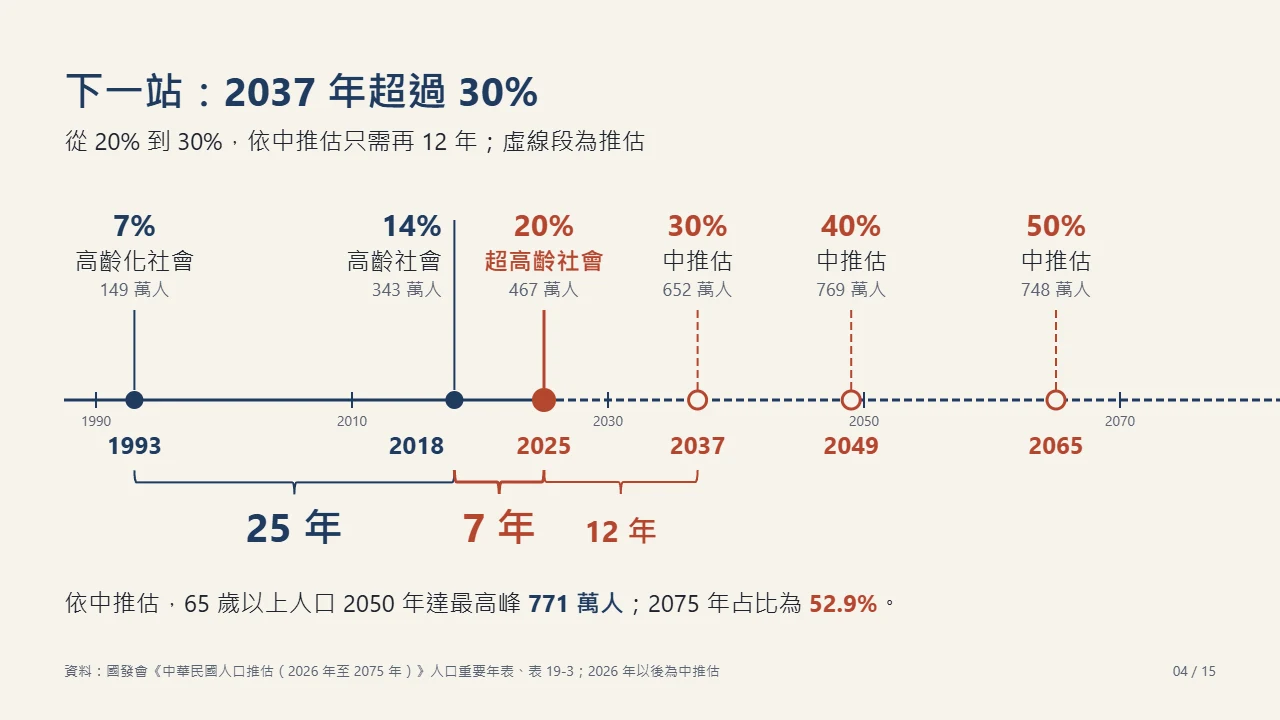 下一站：2037 年超過 30%
從 20% 到 30%，依中推估只需再 12 年；虛線段為推估
7%
高齡化社會
149 萬人
14%
高齡社會
343 萬人
20%
超高齡社會
467 萬人
30%
中推估
652 萬人
40%
中推估
769 萬人
50%
中推估
748 萬人
1990
2010
2030
2050
2070
1993
2018
2025
2037
2049
2065
25 年
7 年
12 年
依中推估，65 歲以上人口 2050 年達最高峰 771 萬人；2075 年占比為 52.9%。
資料：國發會《中華民國人口推估（2026 年至 2075 年）》人口重要年表、表 19-3；2026 年以後為中推估
04 / 15